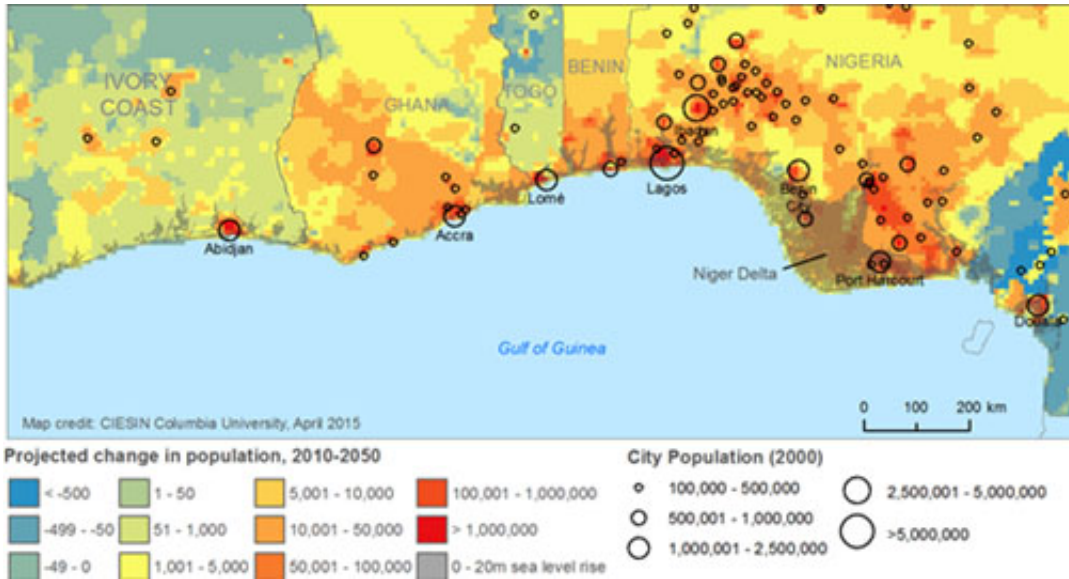 IVORY
COAST
GHANA
TOGO
BENIN
NIGERIA
Ibadan
Lagos
Lomé
Accra
Abidjan
Benin
City
Niger Delta
Port Harcourt
Douala
Gulf of Guinea
Map credit: CIESIN Columbia University, April 2015
0 100 200 km
Projected change in population, 2010-2050
< -500
-499 - -50
-49 - 0
1 - 50
51 - 1,000
1,001 - 5,000
5,001 - 10,000
10,001 - 50,000
50,001 - 100,000
100,001 - 1,000,000
> 1,000,000
0 - 20m sea level rise
City Population (2000)
100,000 - 500,000
500,001 - 1,000,000
1,000,001 - 2,500,000
2,500,001 - 5,000,000
>5,000,000